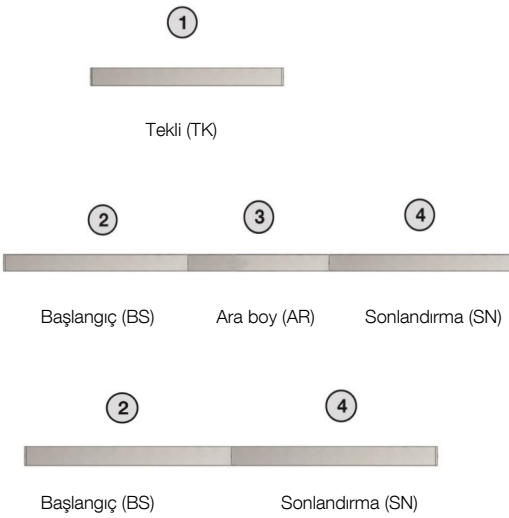 1
Tekli (TK)
2 3 4
Başlangıç (BS) Ara boy (AR) Sonlandırma (SN)
2 4
Başlangıç (BS) Sonlandırma (SN)